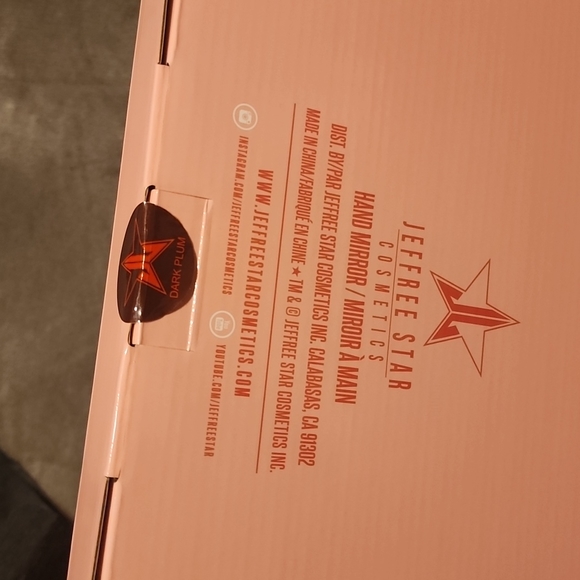 JEFFREE STAR
COSMETICS
HAND MIRROR / MIROIR À MAIN
DIST. BY/PAR JEFFREE STAR COSMETICS INC. CALABASAS, CA 91302
MADE IN CHINA/FABRIQUÉ EN CHINE ★ TM & © JEFFREE STAR COSMETICS INC.
WWW.JEFFREESTARCOSMETICS.COM
INSTAGRAM.COM/JEFFREESTARCOSMETICS
YOUTUBE.COM/JEFFREESTAR
DARK PLUM